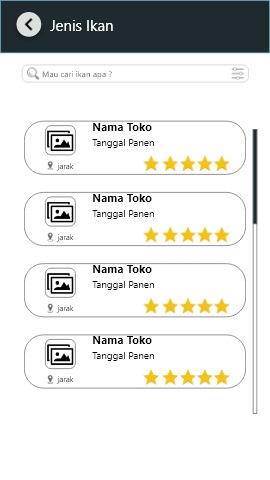 Jenis Ikan
Mau cari ikan apa ?
Nama Toko
Tanggal Panen
jarak
Nama Toko
Tanggal Panen
jarak
Nama Toko
Tanggal Panen
jarak
Nama Toko
Tanggal Panen
jarak